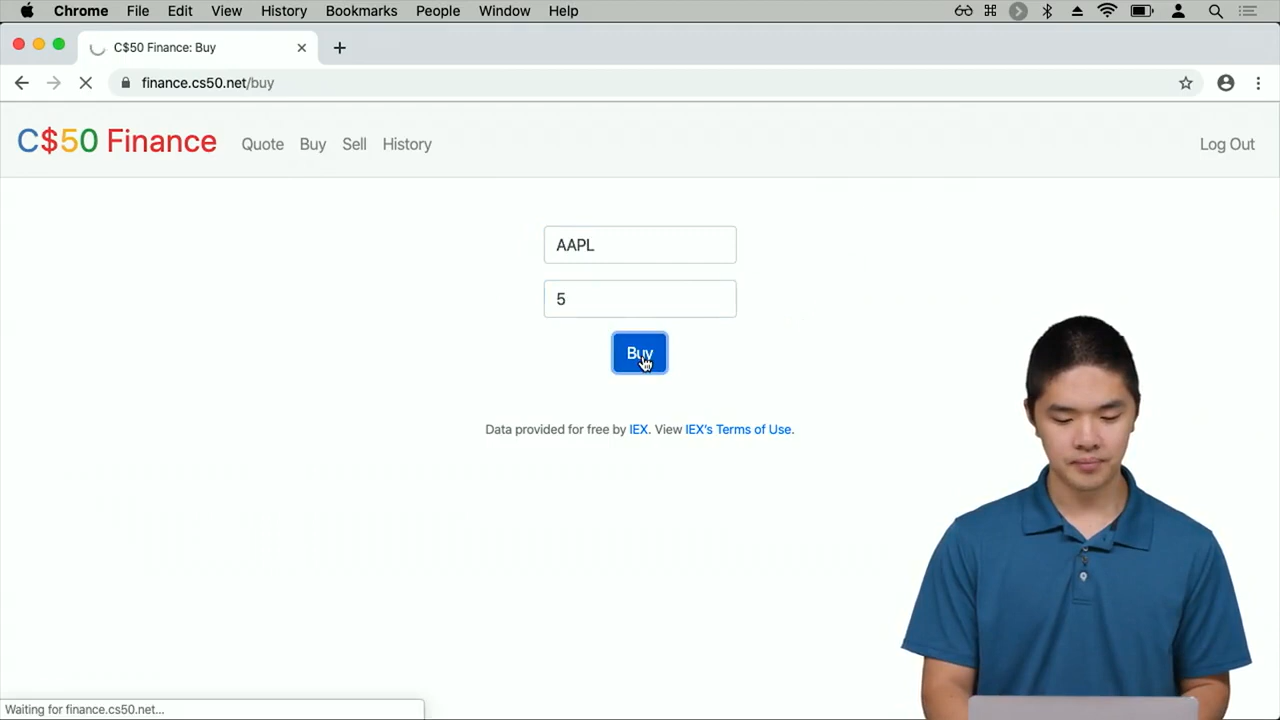 Chrome File Edit View History Bookmarks People Window Help
C$50 Finance: Buy
finance.cs50.net/buy
C$50 Finance Quote Buy Sell History Log Out
AAPL
5
Buy
Data provided for free by IEX. View IEX's Terms of Use.
Waiting for finance.cs50.net...